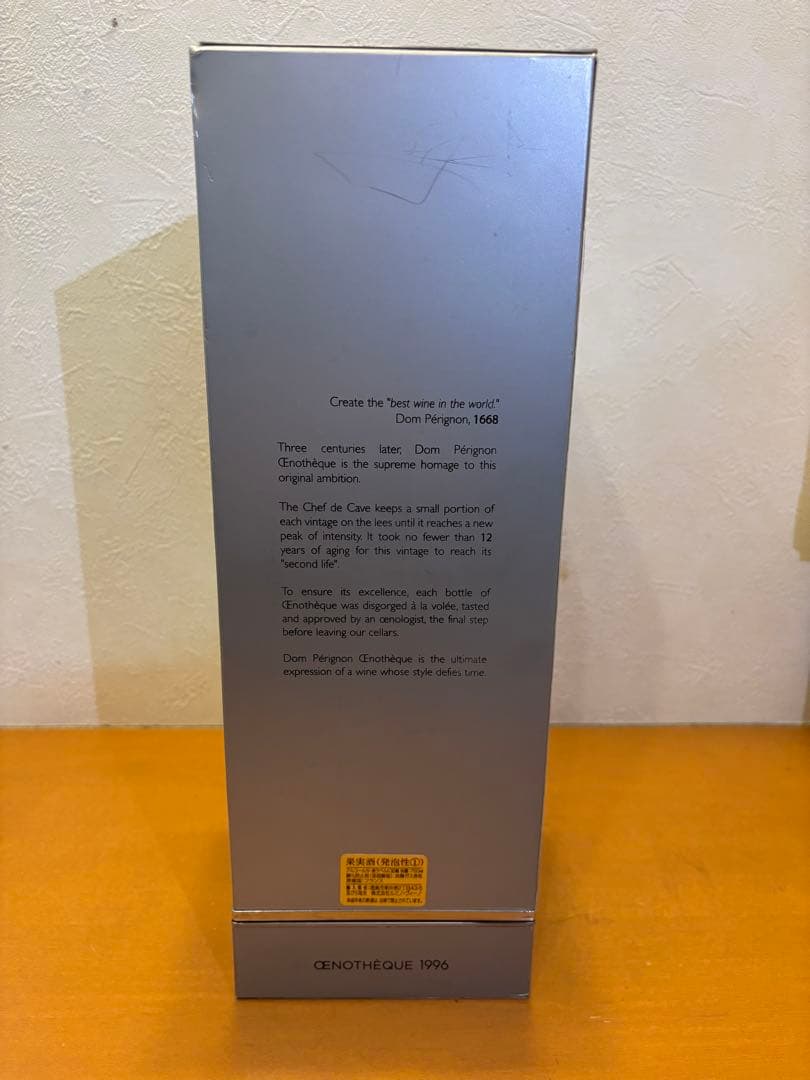 Create the "best wine in the world."
Dom Pérignon, 1668
Three centuries later, Dom Pérignon
Œnothèque is the supreme homage to this
original ambition.
The Chef de Cave keeps a small portion of
each vintage on the lees until it reaches a new
peak of intensity. It took no fewer than 12
years of aging for this vintage to reach its
"second life".
To ensure its excellence, each bottle of
Œnothèque was disgorged à la volée, tasted
and approved by an œnologist, the final step
before leaving our cellars.
Dom Pérignon Œnothèque is the ultimate
expression of a wine whose style defies time.
果実酒(発泡性①)
フランス
ŒNOTHÈQUE 1996